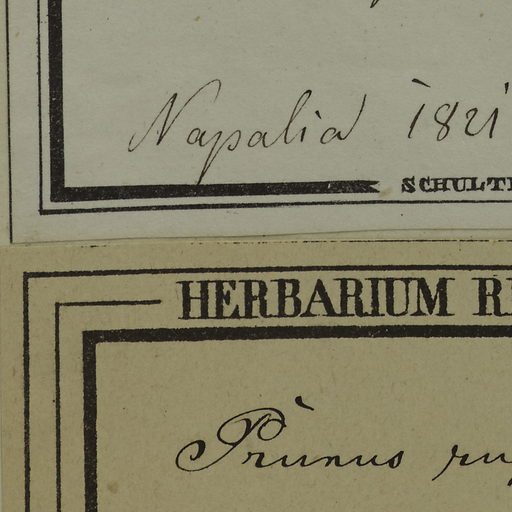 Napalia 1821
SCHULT
HERBARIUM
Prunus